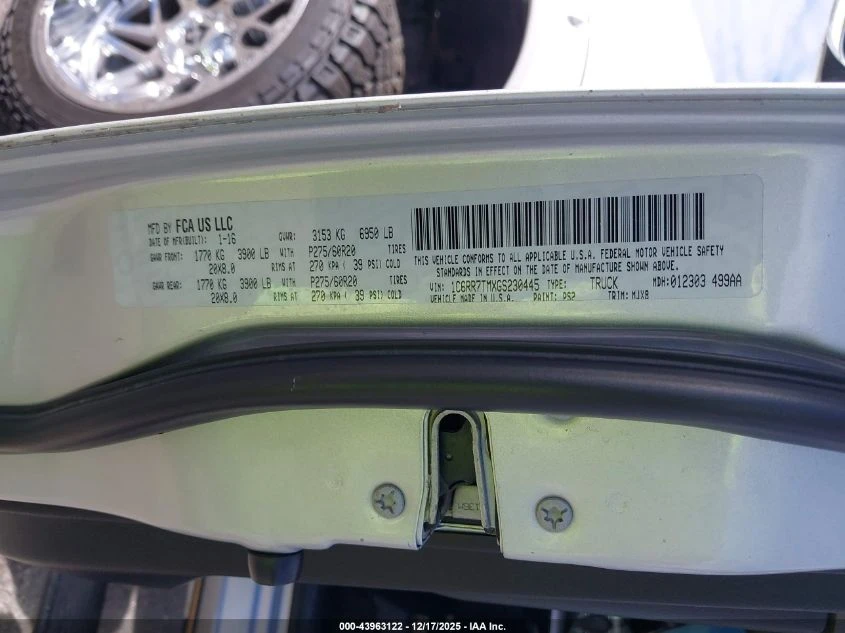 MFD BY FCA US LLC
DATE OF MFR(BUILT): 1-16 GVWR: 3153 KG 6950 LB
GAWR FRONT: 1770 KG 3900 LB WITH P275/60R20 TIRES
20X8.0 RIMS AT 270 KPA ( 39 PSI) COLD
GAWR REAR: 1770 KG 3900 LB WITH P275/60R20 TIRES
20X8.0 RIMS AT 270 KPA ( 39 PSI) COLD
THIS VEHICLE CONFORMS TO ALL APPLICABLE U.S.A. FEDERAL MOTOR VEHICLE SAFETY
STANDARDS IN EFFECT ON THE DATE OF MANUFACTURE SHOWN ABOVE.
VIN: 1C6RR7TMXGS230445 TYPE: TRUCK MDH:012303 499AA
VEHICLE MADE IN U.S.A. PAINT: PS2 TRIM: MJX8
000-43963122 - 12/17/2025 - IAA Inc.